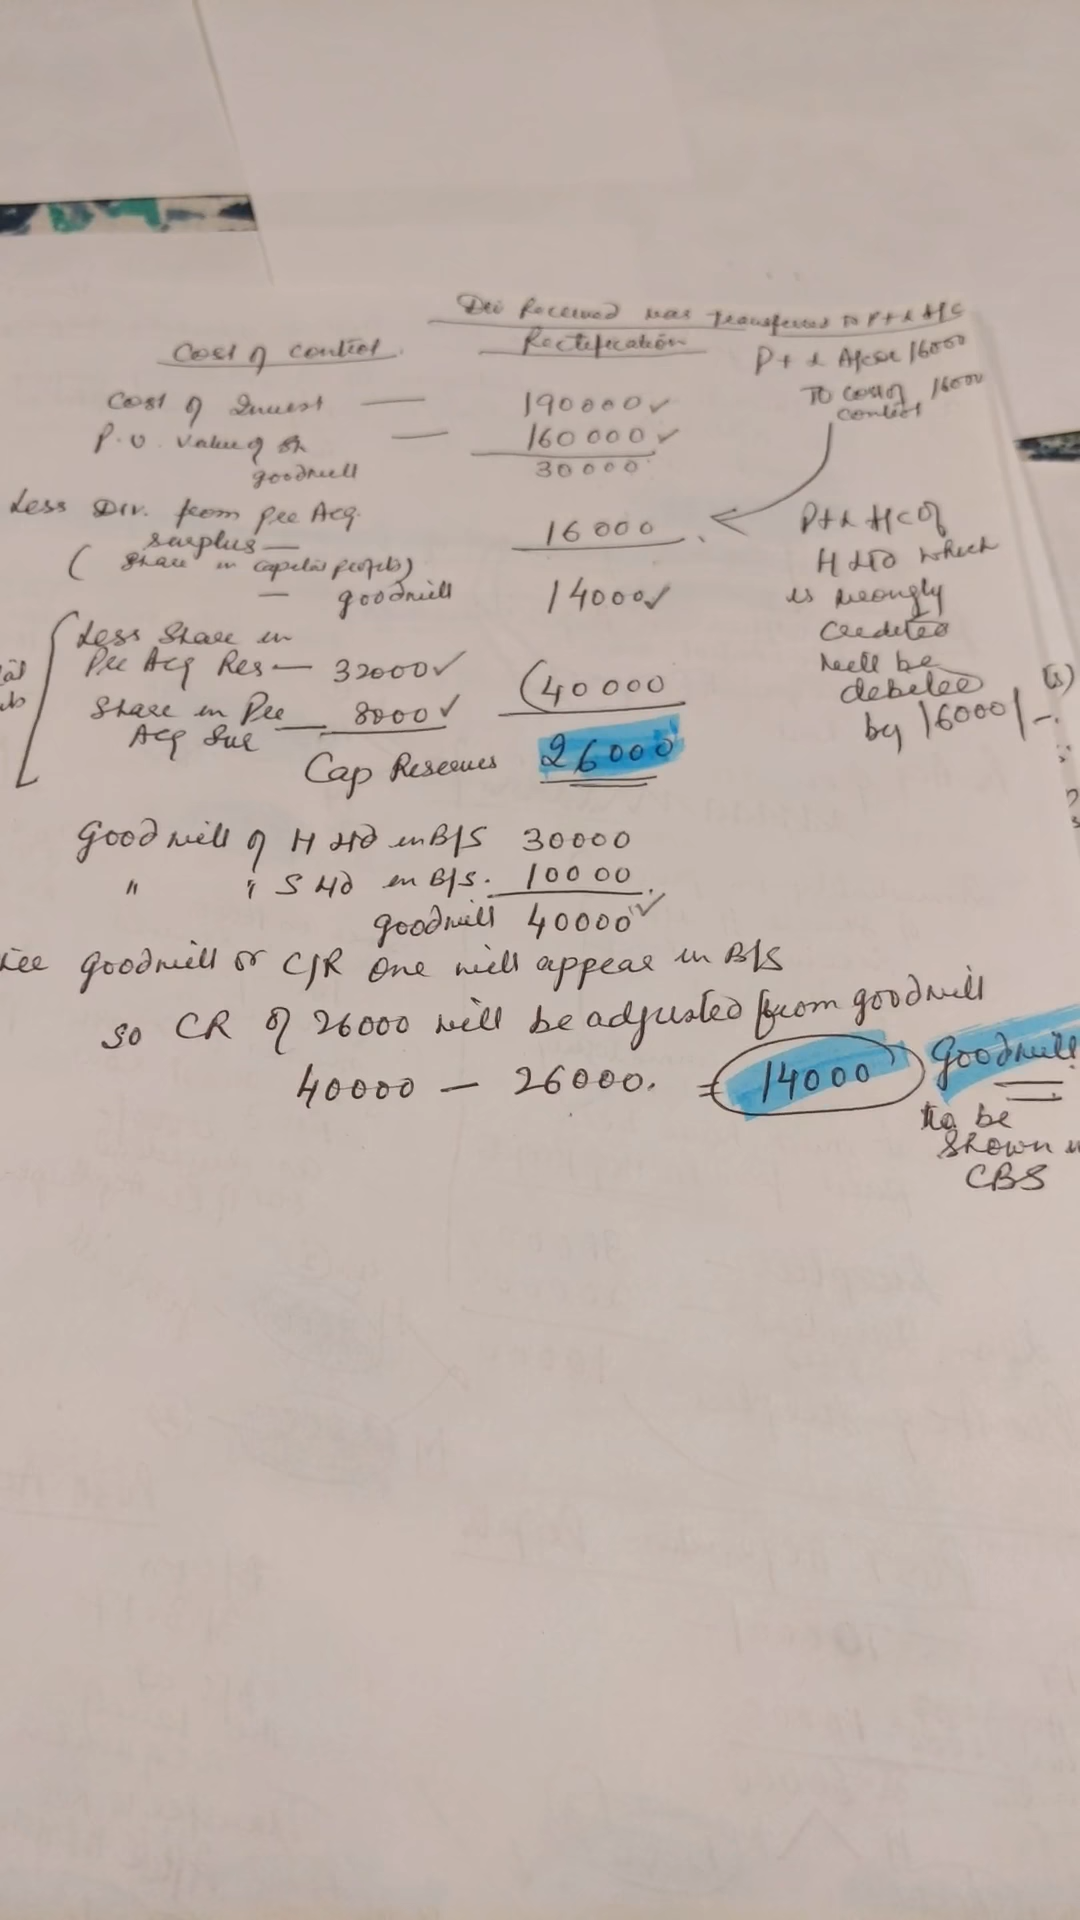 Div Received was transferred to P+L A/C
Cost of Control. Rectification
P+L A/c Dr 16000
To Cost of control 16000
Cost of Invest — 190000 ✓
P.U. Value of Sh — 160000 ✓
goodwill 30000
Less Div. from pre Acq. surplus — 16000
(Share in capital profits)
— goodwill 14000 ✓
P+L A/C of
H Ltd which
is wrongly
credited
will be
debited
by 16000/-.
Less Share in
Pre Acq Res — 32000 ✓ (40000
Share in Pre Acq Sur — 8000 ✓
Cap Reserves 26000
Goodwill of H Ltd in B/S 30000
" " S Ltd in B/S. 10000
goodwill 40000 ✓
goodwill or C/R one will appear in B/S
so CR of 26000 will be adjusted from goodwill
40000 — 26000. = 14000 Goodwill
to be
Shown
CBS